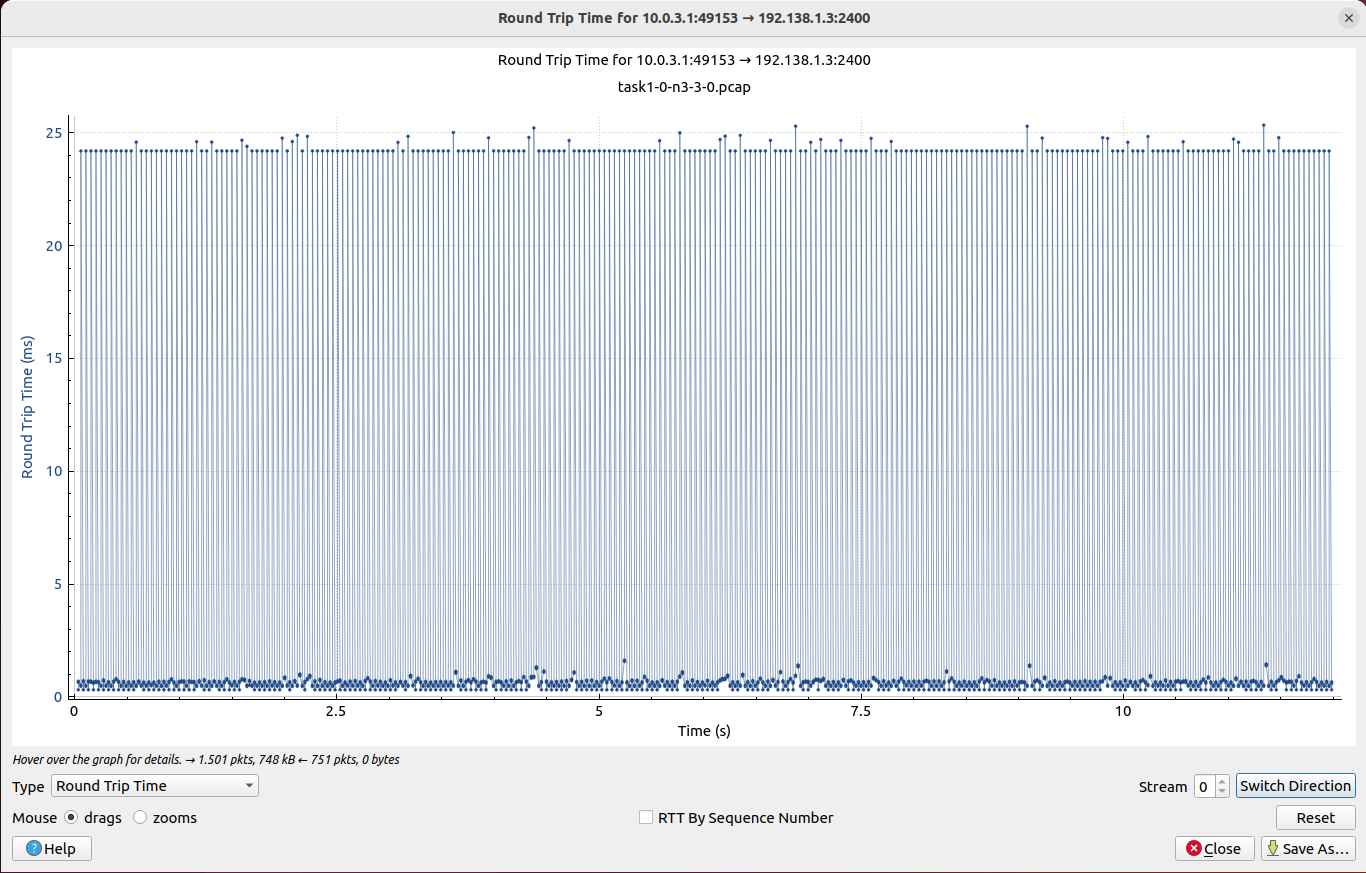 Round Trip Time for 10.0.3.1:49153 → 192.138.1.3:2400
Round Trip Time for 10.0.3.1:49153 → 192.138.1.3:2400
task1-0-n3-3-0.pcap
25
20
15
10
5
0
Round Trip Time (ms)
0 2.5 5 7.5 10
Time (s)
Hover over the graph for details. → 1.501 pkts, 748 kB ← 751 pkts, 0 bytes
Type Round Trip Time Stream 0 Switch Direction
Mouse drags zooms RTT By Sequence Number Reset
Help Close Save As…